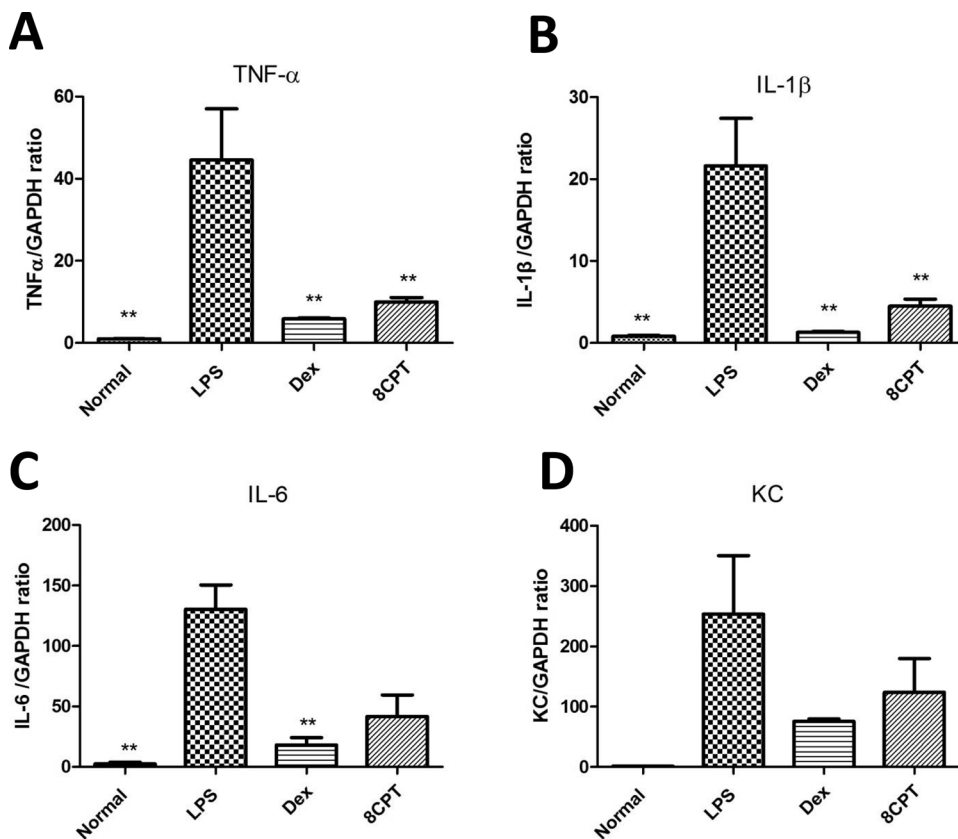 A
TNF-α
TNFα/GAPDH ratio
60
40
20
0
**
**
**
Normal
LPS
Dex
8CPT
B
IL-1β
IL-1β /GAPDH ratio
30
20
10
0
**
**
**
Normal
LPS
Dex
8CPT
C
IL-6
IL-6 /GAPDH ratio
200
150
100
50
0
**
**
Normal
LPS
Dex
8CPT
D
KC
KC/GAPDH ratio
400
300
200
100
0
Normal
LPS
Dex
8CPT